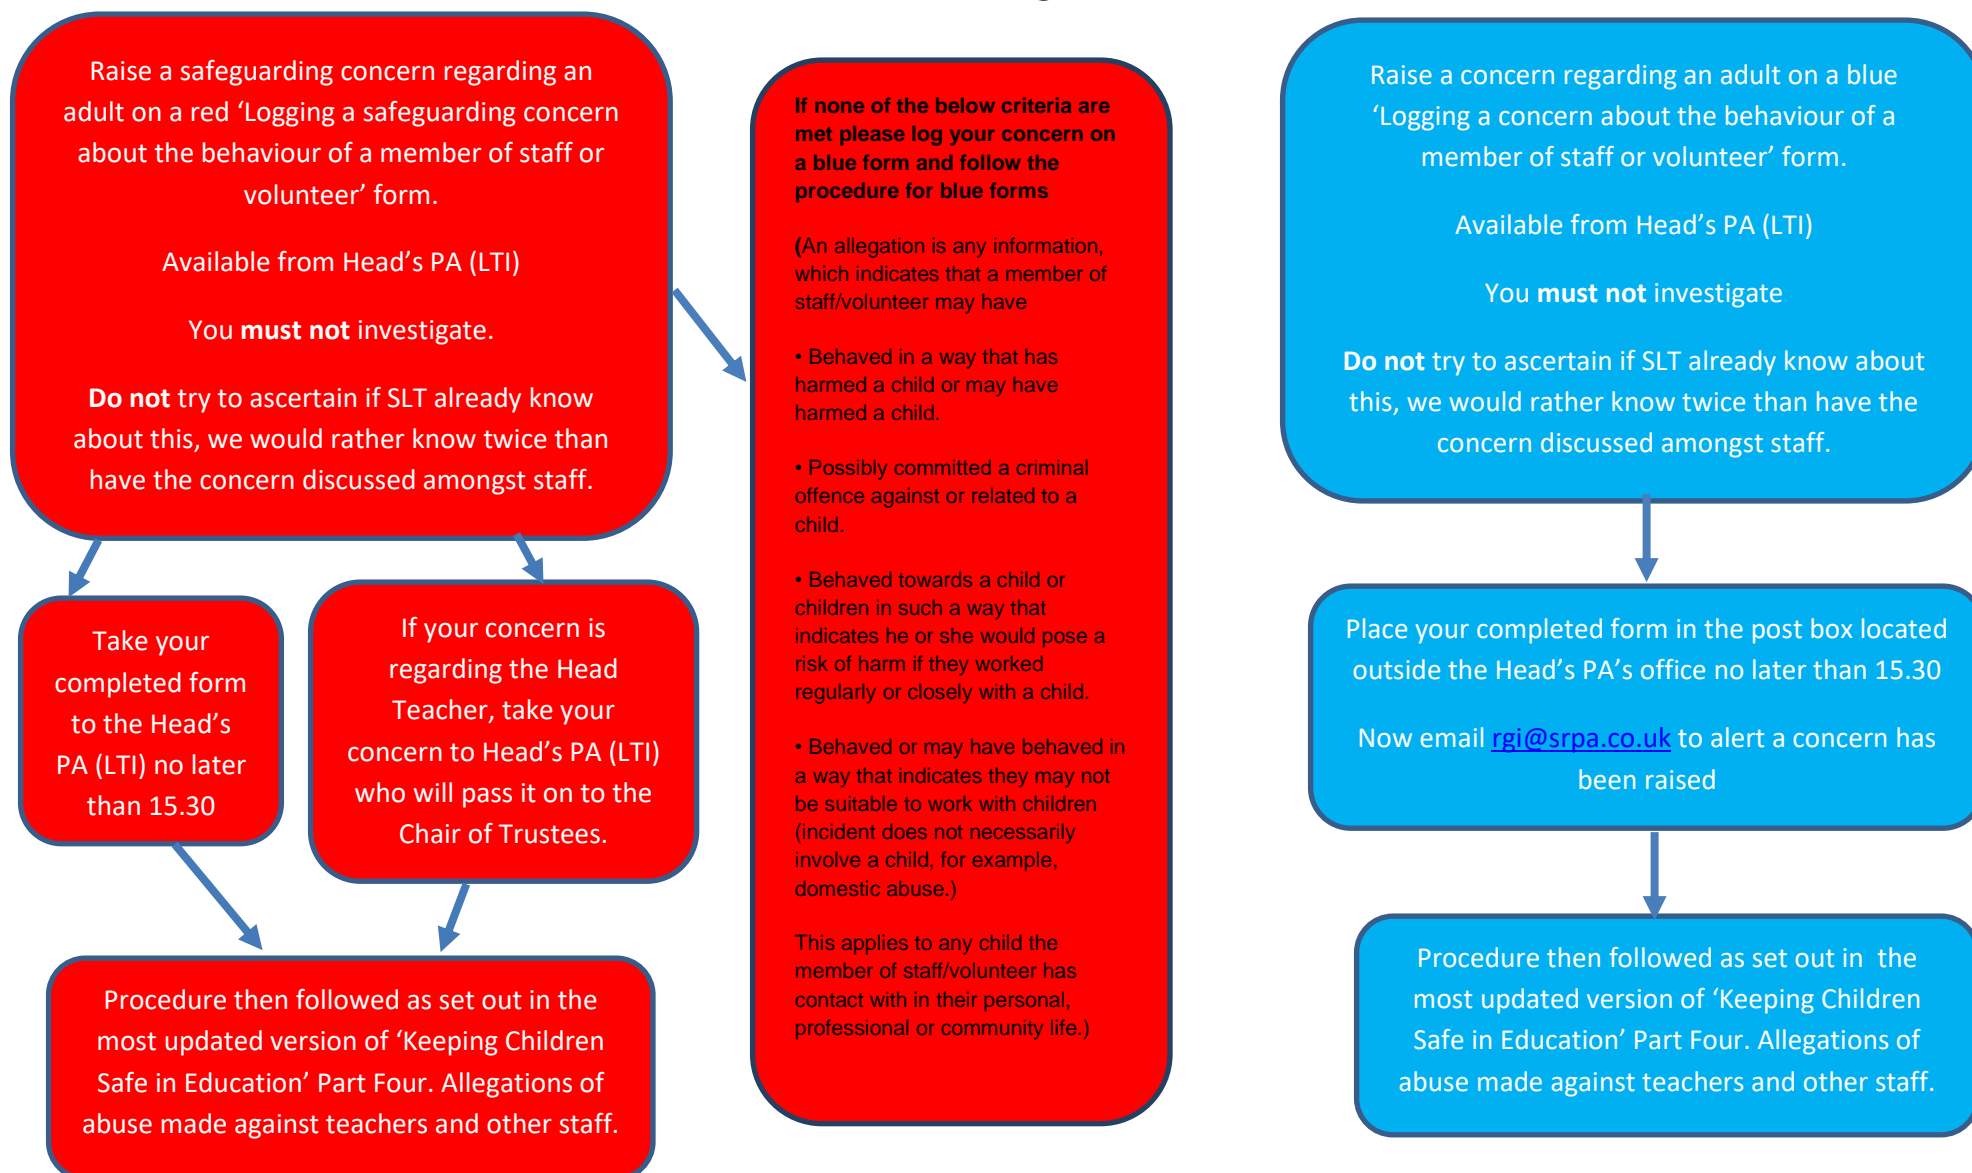 Raise a safeguarding concern regarding an
adult on a red ‘Logging a safeguarding concern
about the behaviour of a member of staff or
volunteer’ form.
Available from Head’s PA (LTI)
You must not investigate.
Do not try to ascertain if SLT already know
about this, we would rather know twice than
have the concern discussed amongst staff.
Take your
completed form
to the Head’s
PA (LTI) no later
than 15.30
If your concern is
regarding the Head
Teacher, take your
concern to Head’s PA (LTI)
who will pass it on to the
Chair of Trustees.
Procedure then followed as set out in the
most updated version of ‘Keeping Children
Safe in Education’ Part Four. Allegations of
abuse made against teachers and other staff.
If none of the below criteria are
met please log your concern on
a blue form and follow the
procedure for blue forms
(An allegation is any information,
which indicates that a member of
staff/volunteer may have
• Behaved in a way that has
harmed a child or may have
harmed a child.
• Possibly committed a criminal
offence against or related to a
child.
• Behaved towards a child or
children in such a way that
indicates he or she would pose a
risk of harm if they worked
regularly or closely with a child.
• Behaved or may have behaved in
a way that indicates they may not
be suitable to work with children
(incident does not necessarily
involve a child, for example,
domestic abuse.)
This applies to any child the
member of staff/volunteer has
contact with in their personal,
professional or community life.)
Raise a concern regarding an adult on a blue
‘Logging a concern about the behaviour of a
member of staff or volunteer’ form.
Available from Head’s PA (LTI)
You must not investigate
Do not try to ascertain if SLT already know about
this, we would rather know twice than have the
concern discussed amongst staff.
Place your completed form in the post box located
outside the Head’s PA’s office no later than 15.30
Now email rgi@srpa.co.uk to alert a concern has
been raised
Procedure then followed as set out in  the
most updated version of ‘Keeping Children
Safe in Education’ Part Four. Allegations of
abuse made against teachers and other staff.